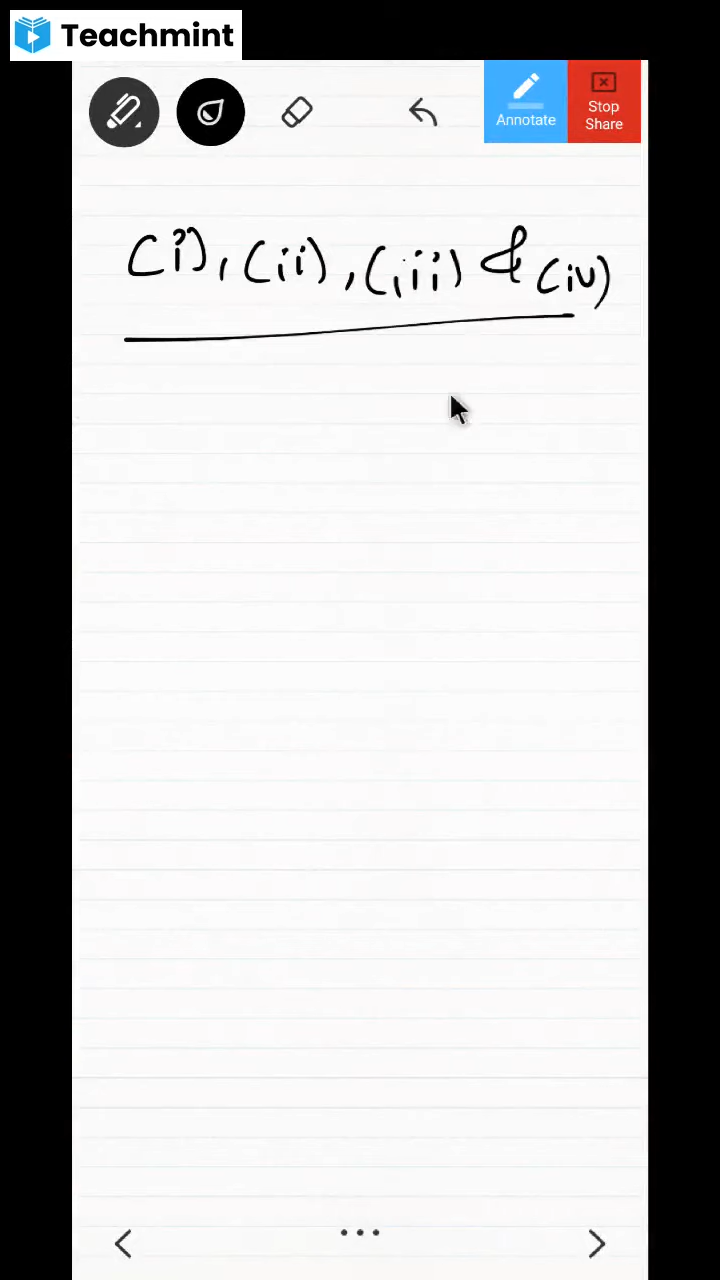 Teachmint
Annotate
Stop
Share
(i), (ii), (iii) & (iv)